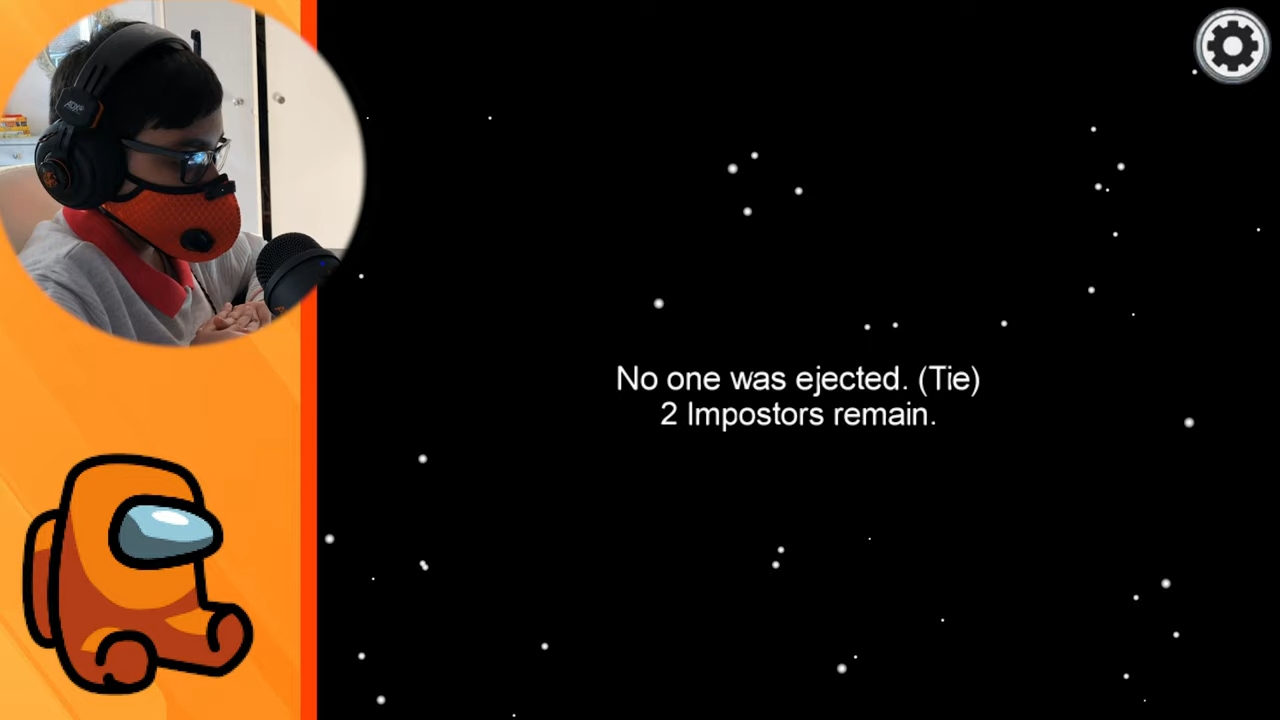 No one was ejected. (Tie)
2 Impostors remain.